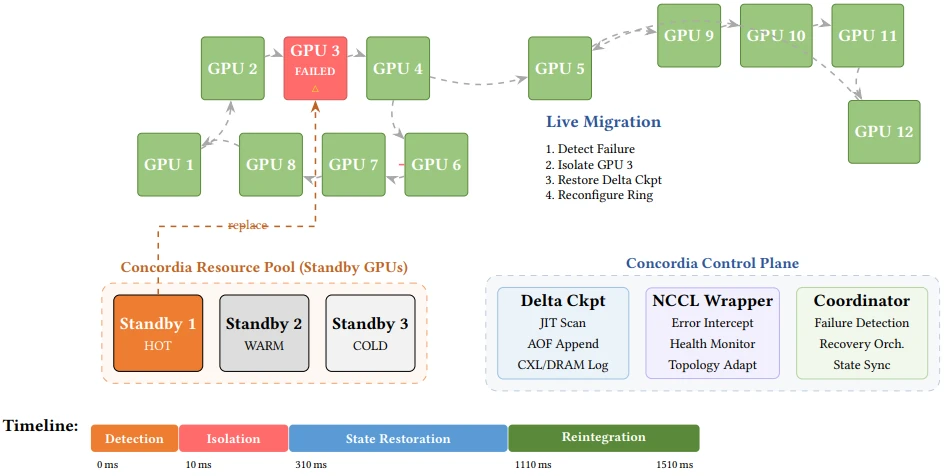 GPU 9
GPU 10
GPU 11
GPU 2
GPU 3
FAILED
GPU 4
GPU 5
GPU 12
Live Migration
1. Detect Failure
2. Isolate GPU 3
3. Restore Delta Ckpt
4. Reconfigure Ring
GPU 1
GPU 8
GPU 7
GPU 6
replace
Concordia Resource Pool (Standby GPUs)
Standby 1
HOT
Standby 2
WARM
Standby 3
COLD
Concordia Control Plane
Delta Ckpt
JIT Scan
AOF Append
CXL/DRAM Log
NCCL Wrapper
Error Intercept
Health Monitor
Topology Adapt
Coordinator
Failure Detection
Recovery Orch.
State Sync
Timeline:
Detection
Isolation
State Restoration
Reintegration
0 ms
10 ms
310 ms
1110 ms
1510 ms